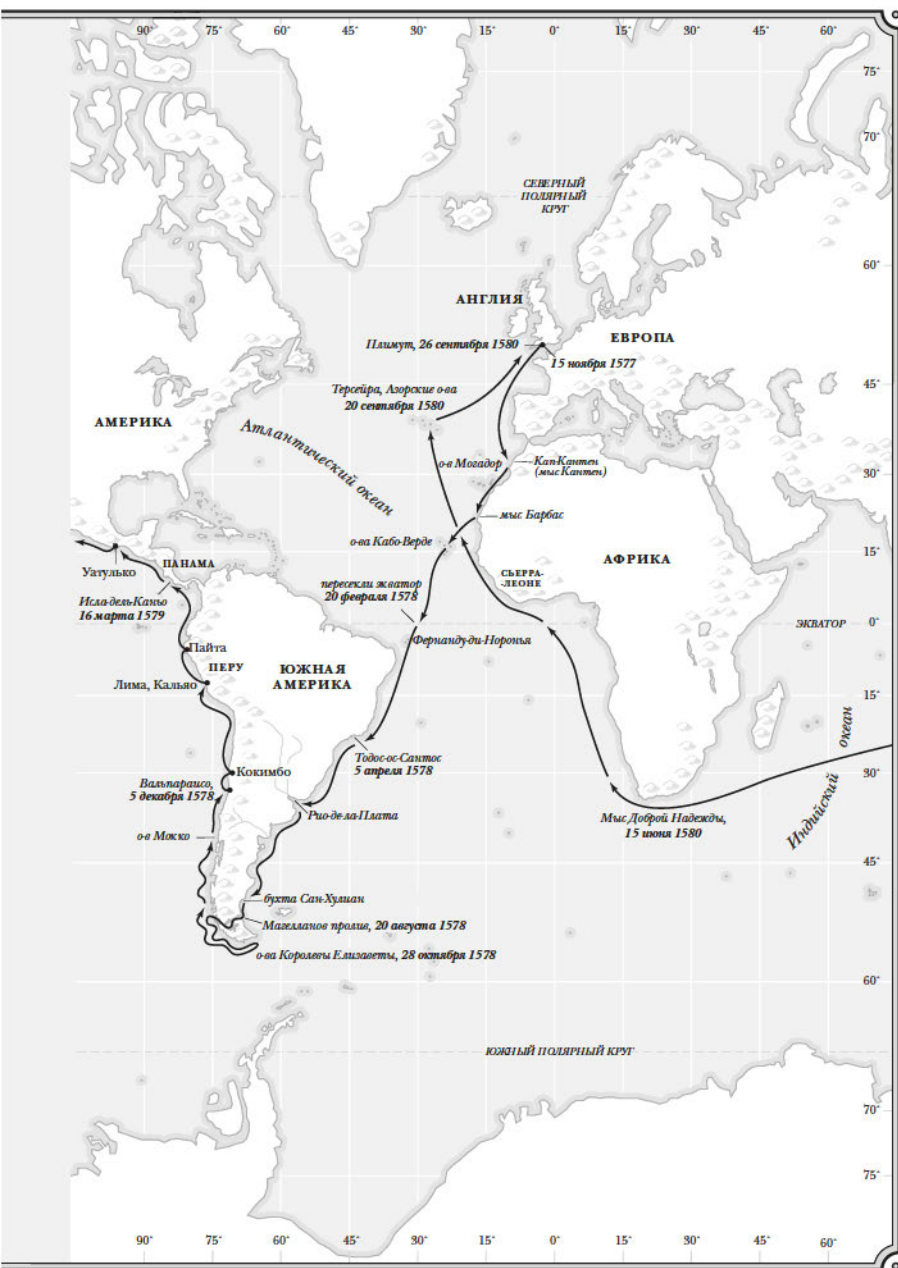 90° 75° 60° 45° 30° 15° 0° 15° 30° 45° 60°
75°
70°
СЕВЕРНЫЙ
ПОЛЯРНЫЙ
КРУГ
60°
АНГЛИЯ
ЕВРОПА
Плимут, 26 сентября 1580
15 ноября 1577
Терсейра, Азорские о-ва
20 сентября 1580
45°
АМЕРИКА
Атлантический океан
о-в Могадор
Кап-Кантен
(мыс Кантен)
30°
мыс Барбас
о-ва Кабо-Верде
15°
АФРИКА
ПАНАМА
Уатулько
СЬЕРРА-
-ЛЕОНЕ
пересекли экватор
20 февраля 1578
Исла-дель-Каньо
16 марта 1579
ЭКВАТОР
0°
Фернанду-ди-Норонья
Пайта
ПЕРУ
ЮЖНАЯ
АМЕРИКА
Лима, Кальяо
15°
Индийский океан
Тодос-ос-Сантос
5 апреля 1578
Кокимбо
30°
Вальпараисо,
5 декабря 1578
Рио-де-ла-Плата
Мыс Доброй Надежды,
15 июня 1580
о-в Мокко
45°
бухта Сан-Хулиан
Магелланов пролив, 20 августа 1578
о-ва Королевы Елизаветы, 28 октября 1578
60°
ЮЖНЫЙ ПОЛЯРНЫЙ КРУГ
70°
75°
90° 75° 60° 45° 30° 15° 0° 15° 30° 45° 60°